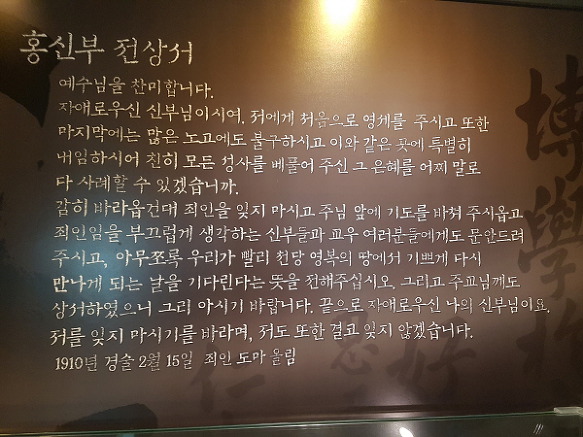 홍신부 전상서
예수님을 찬미합니다.
자애로우신 신부님이시여, 저에게 처음으로 영세를 주시고 또한
마지막에는 많은 노고에도 불구하시고 이와 같은 곳에 특별히
내임하시어 친히 모든 성사를 베풀어 주신 그 은혜를 어찌 말로
다 사례할 수 있겠습니까.
감히 바라옵건대 죄인을 잊지 마시고 주님 앞에 기도를 바쳐 주시옵고
죄인임을 부끄럽게 생각하는 신부들과 교우 여러분들에게도 문안드려
주시고, 아무쪼록 우리가 빨리 천당 영복의 땅에서 기쁘게 다시
만나게 되는 날을 기다린다는 뜻을 전해주십시오. 그리고 주교님께도
상서하였으니 그리 아시기 바랍니다. 끝으로 자애로우신 나의 신부님이요,
저를 잊지 마시기를 바라며, 저도 또한 결코 잊지 않겠습니다.
1910년 경술 2월 15일 죄인 도마 올림
博學於
仁
好